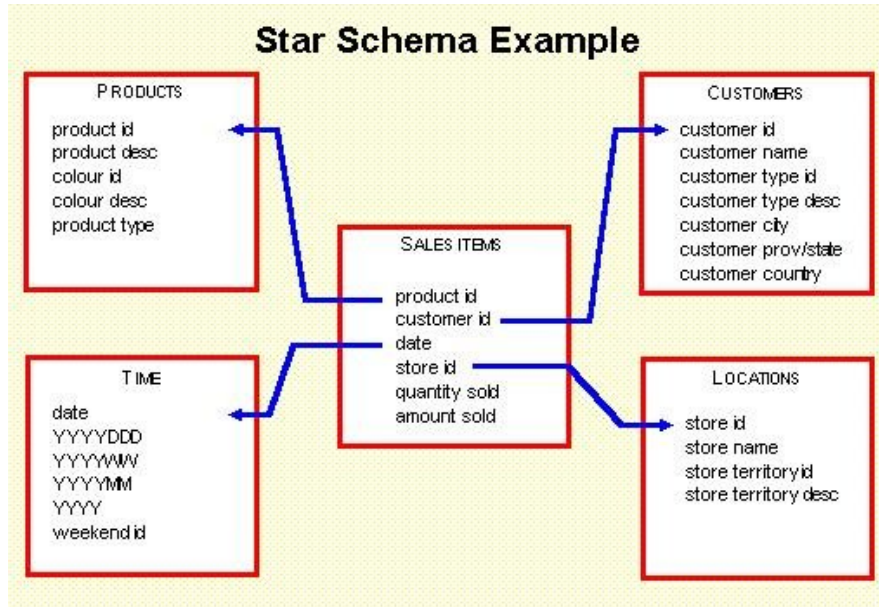 Star Schema Example
PRODUCTS
product id
product desc
colour id
colour desc
product type
CUSTOMERS
customer id
customer name
customer type id
customer type desc
customer city
customer prov/state
customer country
SALES ITEMS
product id
customer id
date
store id
quantity sold
amount sold
TIME
date
YYYYDDD
YYYYWW
YYYYMM
YYYY
weekend id
LOCATIONS
store id
store name
store territory id
store territory desc